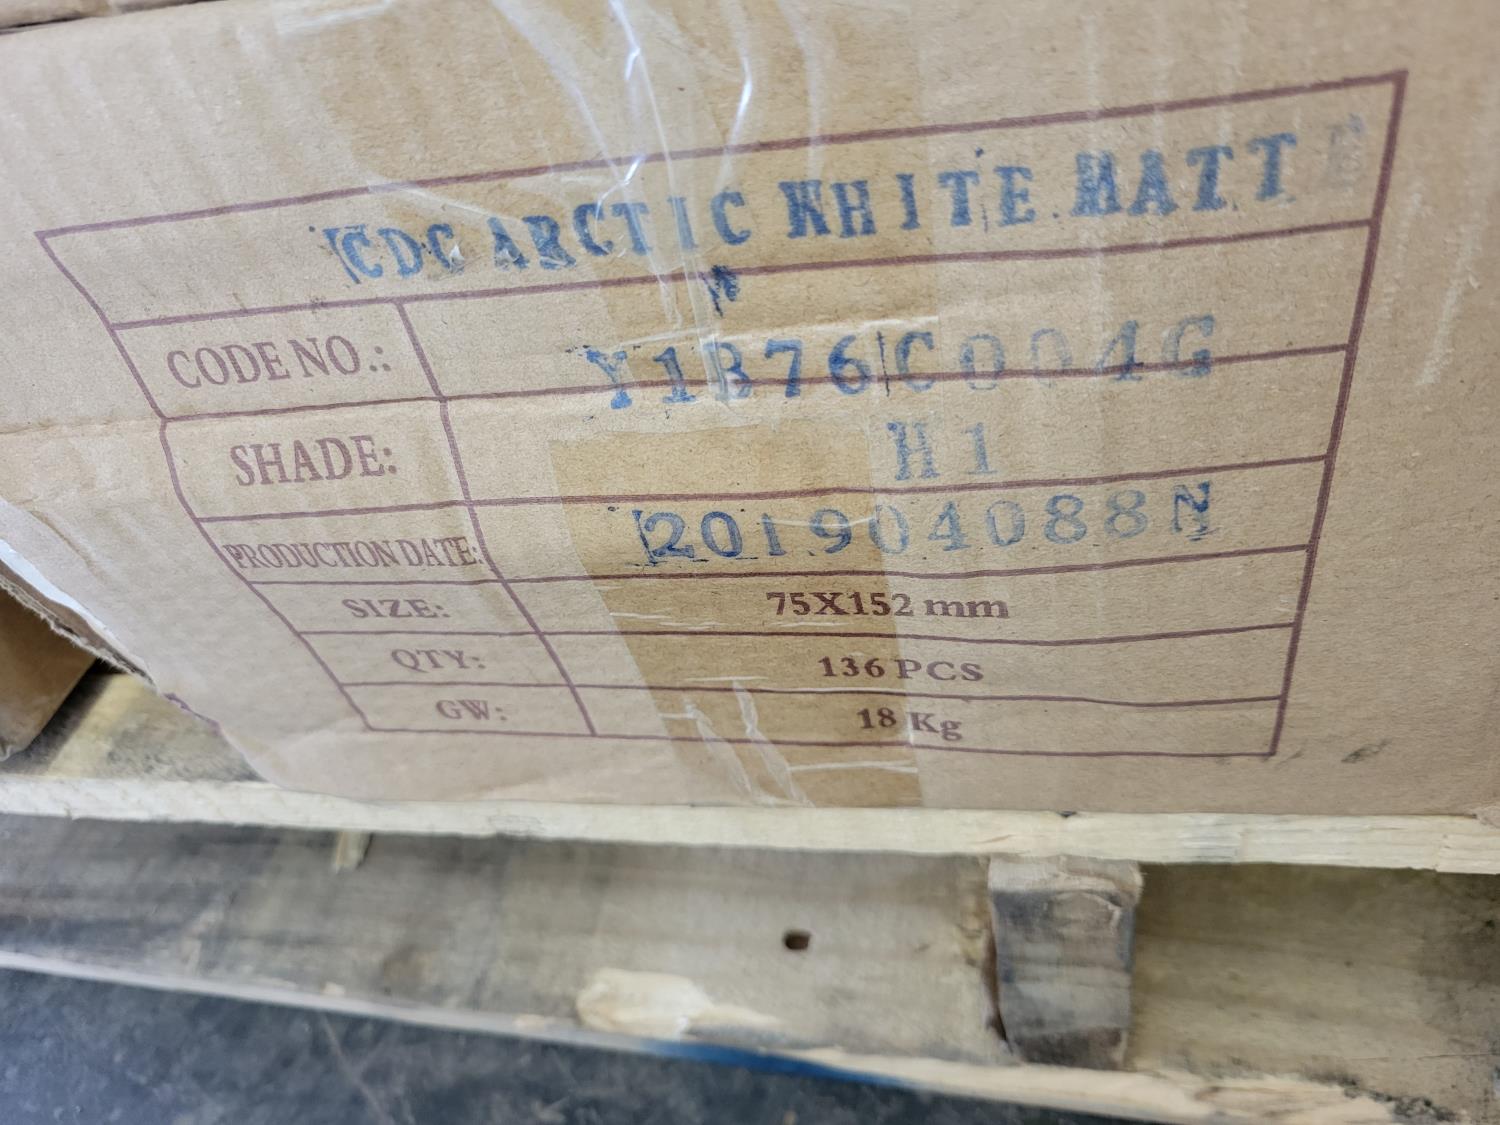 CDC ARCTIC WHITE MATTE
CODE NO.: Y1B76C004G
SHADE: H1
PRODUCTION DATE: 201904088N
SIZE: 75X152 mm
QTY: 136 PCS
GW: 18 Kg